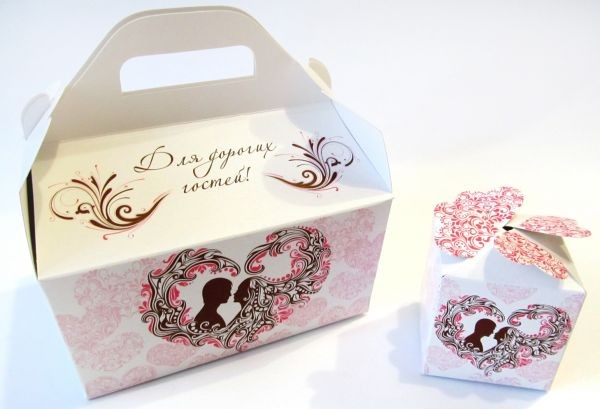 Для дорогих
гостей!